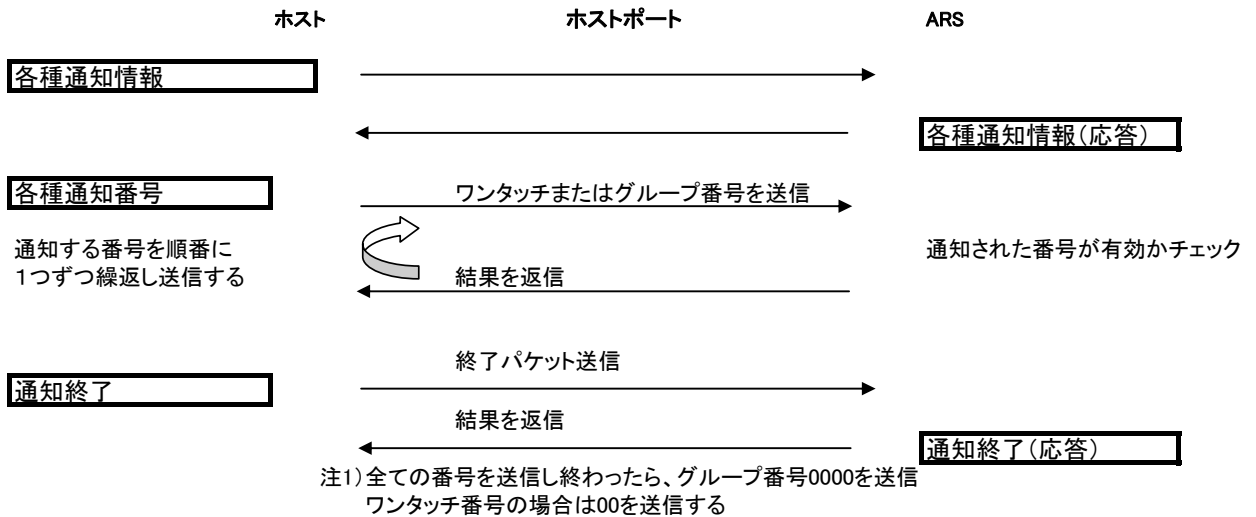 ホスト
ホストポート
ARS
各種通知情報
各種通知情報(応答)
各種通知番号
ワンタッチまたはグループ番号を送信
通知する番号を順番に
1つずつ繰返し送信する
通知された番号が有効かチェック
結果を返信
終了パケット送信
通知終了
結果を返信
通知終了(応答)
注1)全ての番号を送信し終わったら、グループ番号0000を送信
ワンタッチ番号の場合は00を送信する